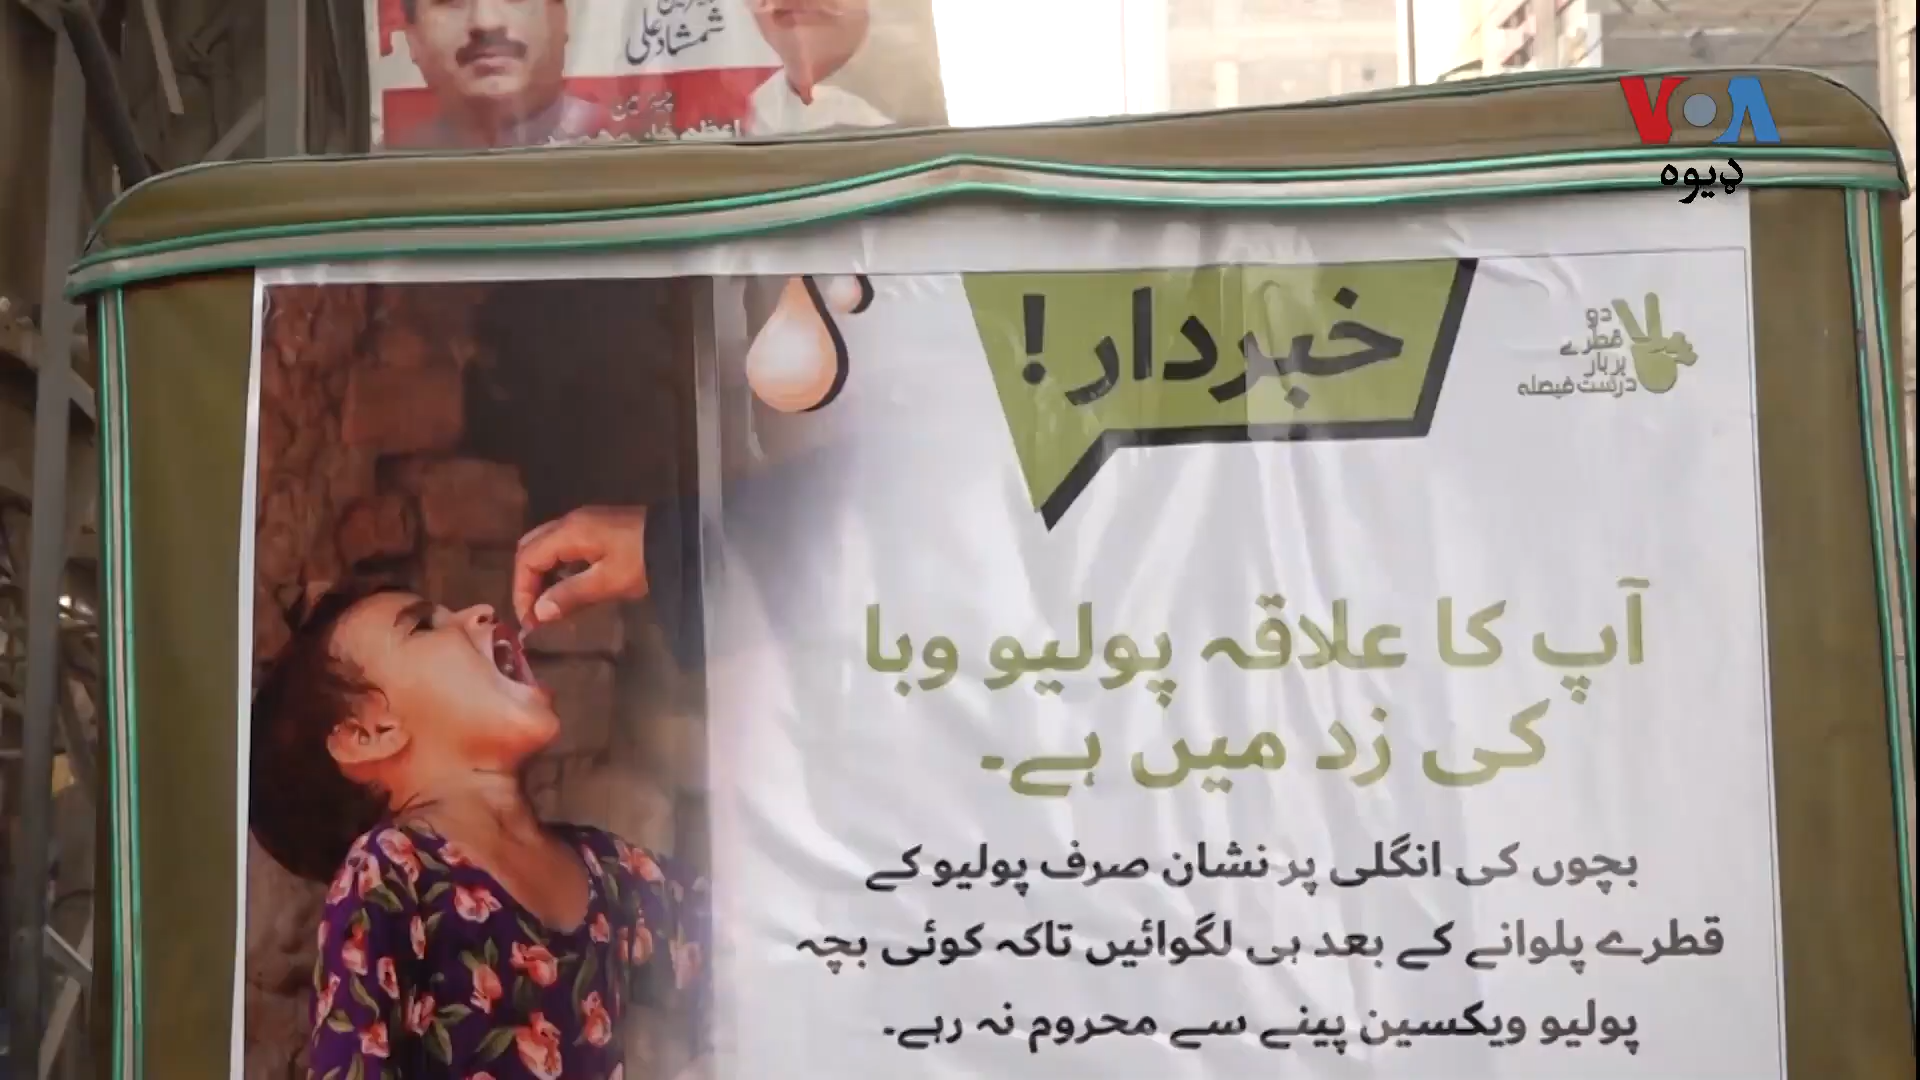 شمشاد علی
چیئرمین
VOA
ڈیوہ
خبردار!
دو
قطرے
ہر بار
درست فیصلہ
آپ کا علاقہ پولیو وبا
کی زد میں ہے۔
بچوں کی انگلی پر نشان صرف پولیو کے
قطرے پلوانے کے بعد ہی لگوائیں تاکہ کوئی بچہ
پولیو ویکسین پینے سے محروم نہ رہے۔